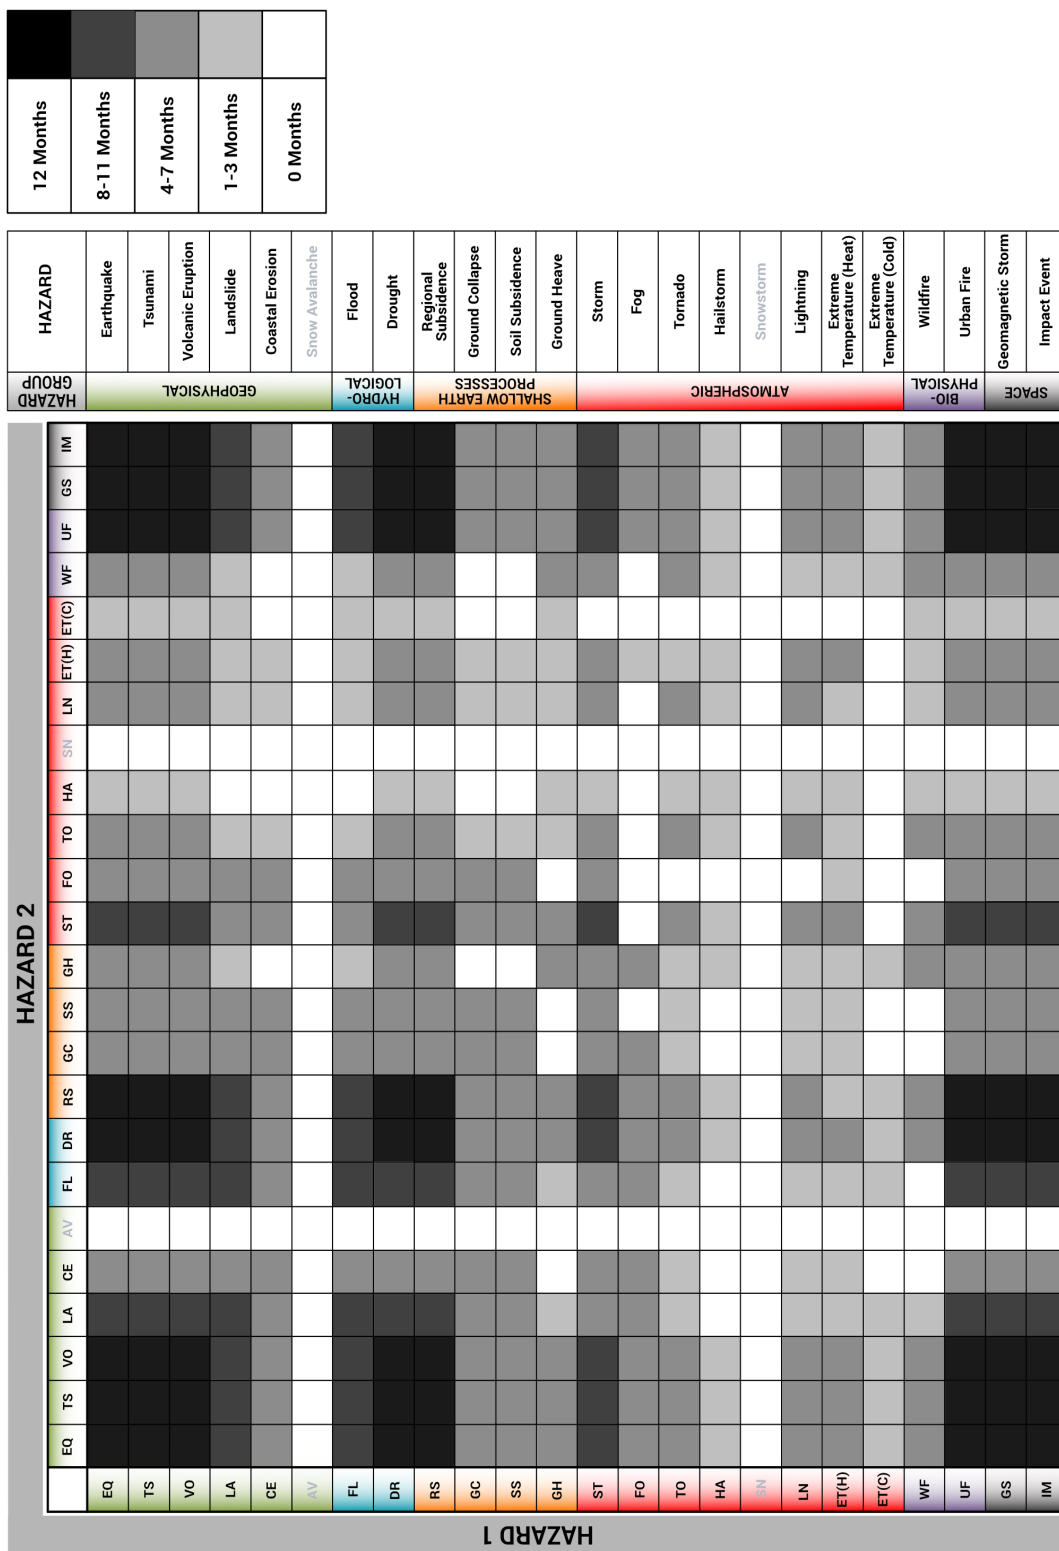 12 Months
8-11 Months
4-7 Months
1-3 Months
0 Months
HAZARD
Earthquake
Tsunami
Volcanic Eruption
Landslide
Coastal Erosion
Snow Avalanche
Flood
Drought
Regional
Subsidence
Ground Collapse
Soil Subsidence
Ground Heave
Storm
Fog
Tornado
Hailstorm
Snowstorm
Lightning
Extreme
Temperature (Heat)
Extreme
Temperature (Cold)
Wildfire
Urban Fire
Geomagnetic Storm
Impact Event
HAZARD
GROUP
GEOPHYSICAL
HYDRO-
LOGICAL
SHALLOW EARTH
PROCESSES
ATMOSPHERIC
BIO-
PHYSICAL
SPACE
HAZARD 2
EQ TS VO LA CE AV FL DR RS GC SS GH ST FO TO HA SN LN ET(H) ET(C) WF UF GS IM
HAZARD 1
EQ
TS
VO
LA
CE
AV
FL
DR
RS
GC
SS
GH
ST
FO
TO
HA
SN
LN
ET(H)
ET(C)
WF
UF
GS
IM